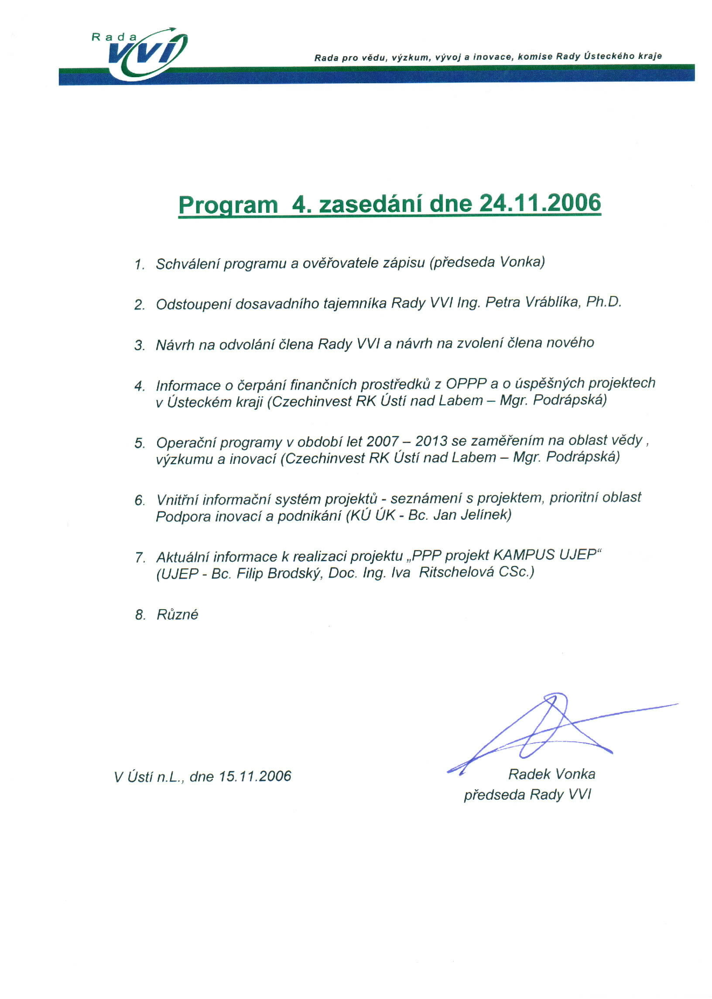 Rada
VVI
Rada pro vědu, výzkum, vývoj a inovace, komise Rady Ústeckého kraje
Program 4. zasedání dne 24.11.2006
1. Schválení programu a ověřovatele zápisu (předseda Vonka)
2. Odstoupení dosavadního tajemníka Rady VVI Ing. Petra Vráblíka, Ph.D.
3. Návrh na odvolání člena Rady VVI a návrh na zvolení člena nového
4. Informace o čerpání finančních prostředků z OPPP a o úspěšných projektech
v Ústeckém kraji (Czechinvest RK Ústí nad Labem – Mgr. Podrápská)
5. Operační programy v období let 2007 – 2013 se zaměřením na oblast vědy ,
výzkumu a inovací (Czechinvest RK Ústí nad Labem – Mgr. Podrápská)
6. Vnitřní informační systém projektů - seznámení s projektem, prioritní oblast
Podpora inovací a podnikání (KÚ ÚK - Bc. Jan Jelínek)
7. Aktuální informace k realizaci projektu „PPP projekt KAMPUS UJEP“
(UJEP - Bc. Filip Brodský, Doc. Ing. Iva Ritschelová CSc.)
8. Různé
V Ústí n.L., dne 15.11.2006
Radek Vonka
předseda Rady VVI